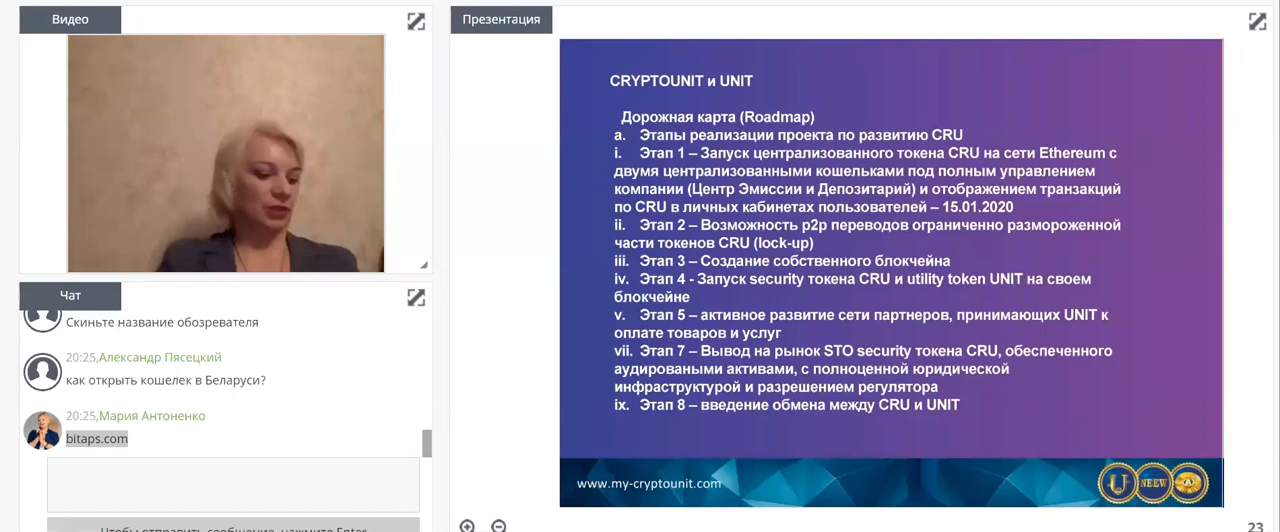 Видео
Чат
Скиньте название обозревателя
20:25,Александр Пясецкий
как открыть кошелек в Беларуси?
20:25,Мария Антоненко
bitaps.com
Чтобы отправить сообщение, нажмите Enter
Презентация
CRYPTOUNIT и UNIT
Дорожная карта (Roadmap)
a. Этапы реализации проекта по развитию CRU
i. Этап 1 – Запуск централизованного токена CRU на сети Ethereum с
двумя централизованными кошельками под полным управлением
компании (Центр Эмиссии и Депозитарий) и отображением транзакций
по CRU в личных кабинетах пользователей – 15.01.2020
ii. Этап 2 – Возможность p2p переводов ограниченно размороженной
части токенов CRU (lock-up)
iii. Этап 3 – Создание собственного блокчейна
iv. Этап 4 - Запуск security токена CRU и utility token UNIT на своем
блокчейне
v. Этап 5 – активное развитие сети партнеров, принимающих UNIT к
оплате товаров и услуг
vii. Этап 7 – Вывод на рынок STO security токена CRU, обеспеченного
аудироваными активами, с полноценной юридической
инфраструктурой и разрешением регулятора
ix. Этап 8 – введение обмена между CRU и UNIT
www.my-cryptounit.com
NEEW
23